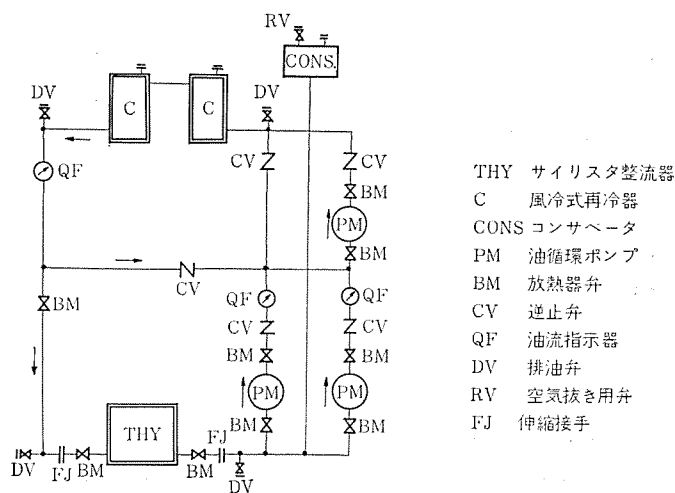 RV
CONS.
DV
C
C
DV
QF
CV
CV
BM
PM
BM
CV
BM
QF
QF
CV
CV
BM
BM
PM
PM
BM
BM
THY
FJ
DV
FJ
BM
BM
DV
THY サイリスタ整流器
C 風冷式再冷器
CONS コンサベータ
PM 油循環ポンプ
BM 放熱器弁
CV 逆止弁
QF 油流指示器
DV 排油弁
RV 空気抜き用弁
FJ 伸縮接手